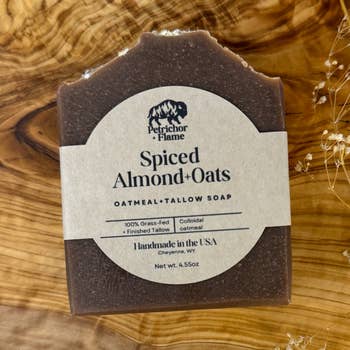 Petrichor
+ Flame
Spiced
Almond+Oats
OATMEAL+TALLOW SOAP
100% Grass-Fed
+ Finished Tallow
Colloidal
oatmeal
Handmade in the USA
Cheyenne, WY
Net wt. 4.55oz